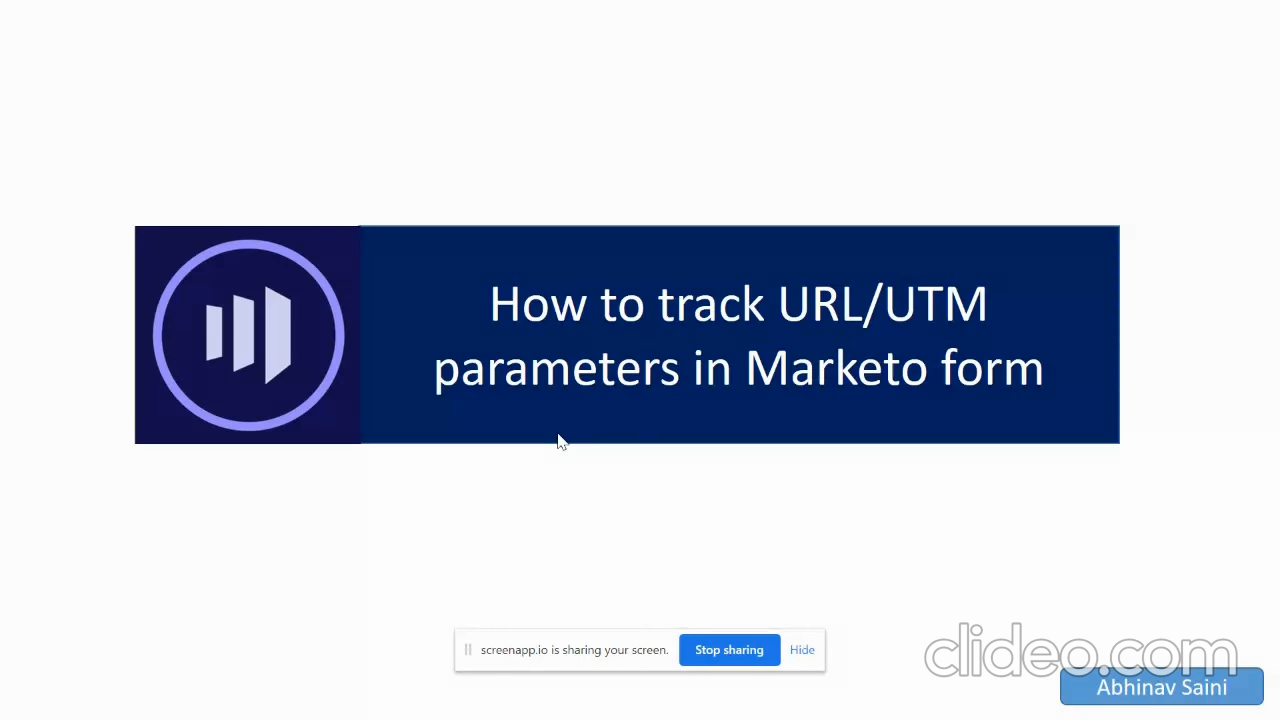 How to track URL/UTM
parameters in Marketo form
screenapp.io is sharing your screen.
Stop sharing
Hide
clideo.com
Abhinav Saini